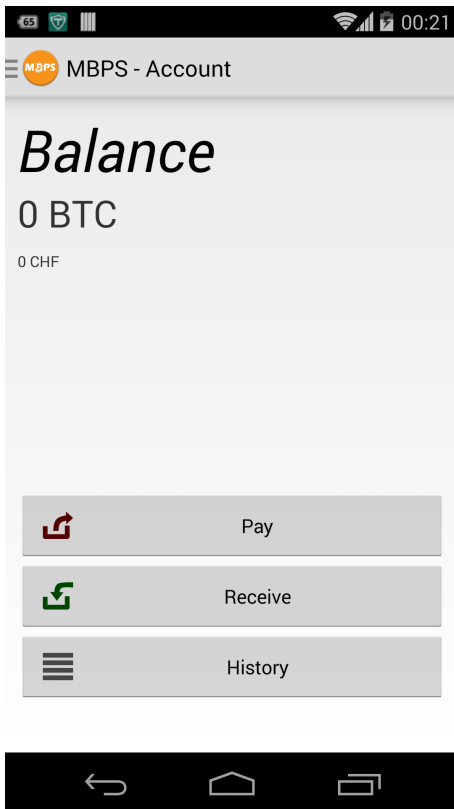 65 00:21
MBPS MBPS - Account
Balance
0 BTC
0 CHF
Pay
Receive
History